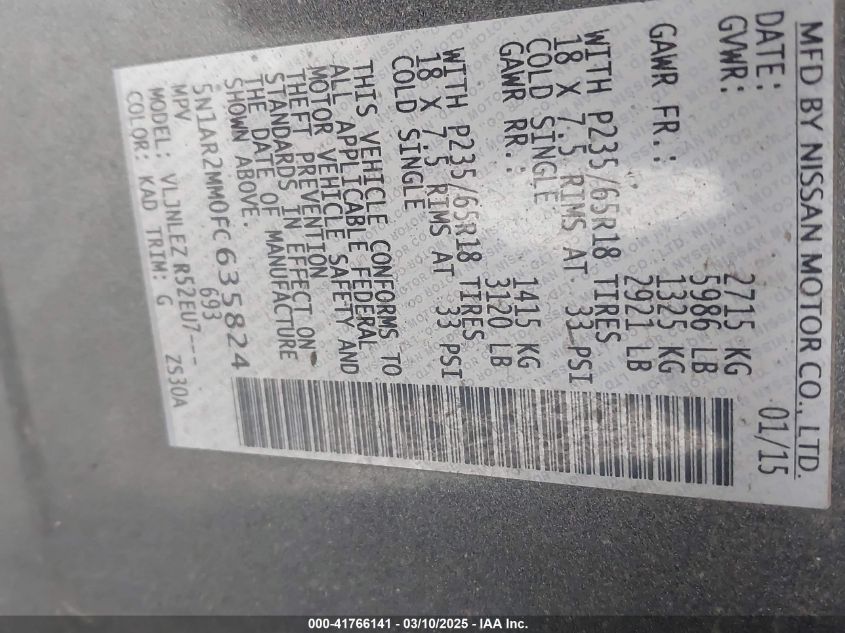 MFD BY NISSAN MOTOR CO., LTD.
DATE: 01/15
GVWR: 2715 KG
5986 LB
GAWR FR.: 1325 KG
2921 LB
WITH P235/65R18 TIRES
18 X 7.5 RIMS AT 33 PSI
COLD SINGLE
GAWR RR.: 1415 KG
3120 LB
WITH P235/65R18 TIRES
18 X 7.5 RIMS AT 33 PSI
COLD SINGLE
THIS VEHICLE CONFORMS TO
ALL APPLICABLE FEDERAL
MOTOR VEHICLE SAFETY AND
THEFT PREVENTION
STANDARDS IN EFFECT ON
THE DATE OF MANUFACTURE
SHOWN ABOVE.
5N1AR2MM0FC635824
MPV 693
MODEL: VLJNLEZ R52EU7---
COLOR: KAD TRIM: G ZS30A
000-41766141 - 03/10/2025 - IAA Inc.